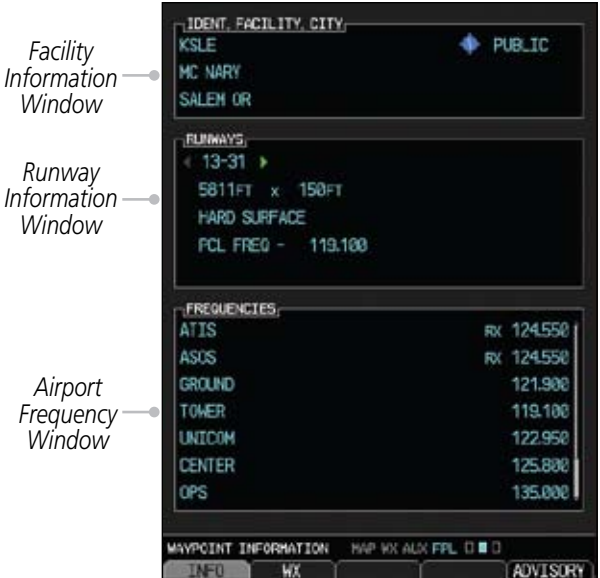 Facility
Information
Window
IDENT, FACILITY, CITY
KSLE PUBLIC
MC NARY
SALEM OR
Runway
Information
Window
RUNWAYS
13-31
5811FT x 150FT
HARD SURFACE
PCL FREQ - 119.100
Airport
Frequency
Window
FREQUENCIES
ATIS RX 124.550
ASOS RX 124.550
GROUND 121.900
TOWER 119.100
UNICOM 122.950
CENTER 125.800
OPS 135.000
WAYPOINT INFORMATION MAP WX AUX FPL
INFO WX ADVISORY